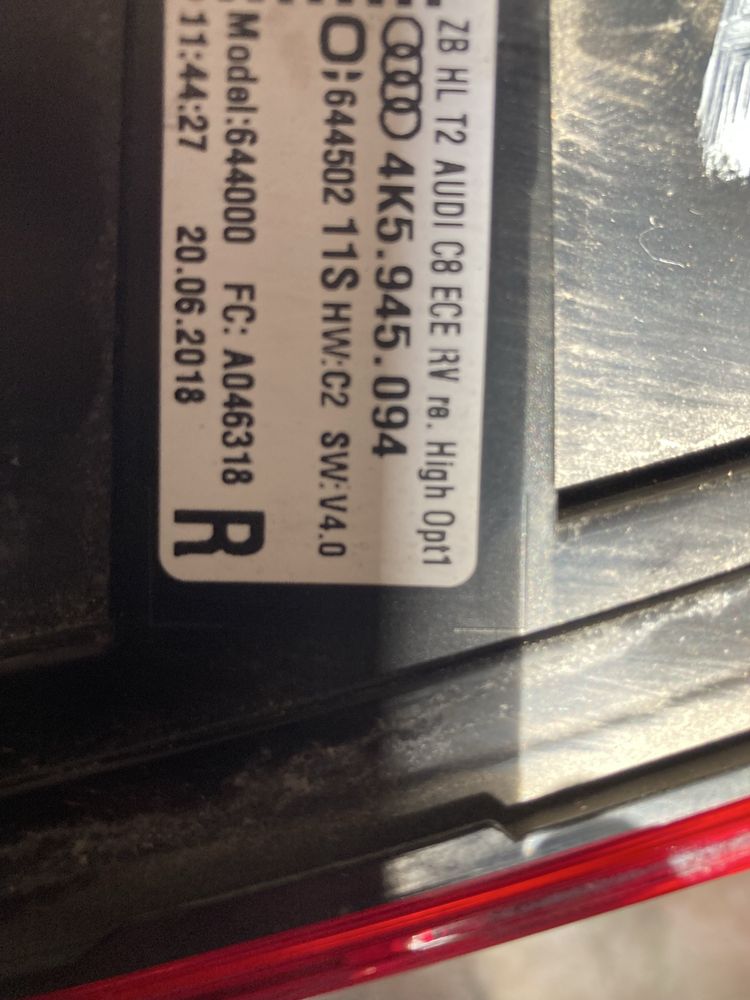 ZB HL T2 AUDI C8 ECE RV re. High Opt1
4K5.945.094
O;644502 11S HW:C2 SW:V4.0
Model:644000 FC: A046318
11:44:27 20.06.2018
R